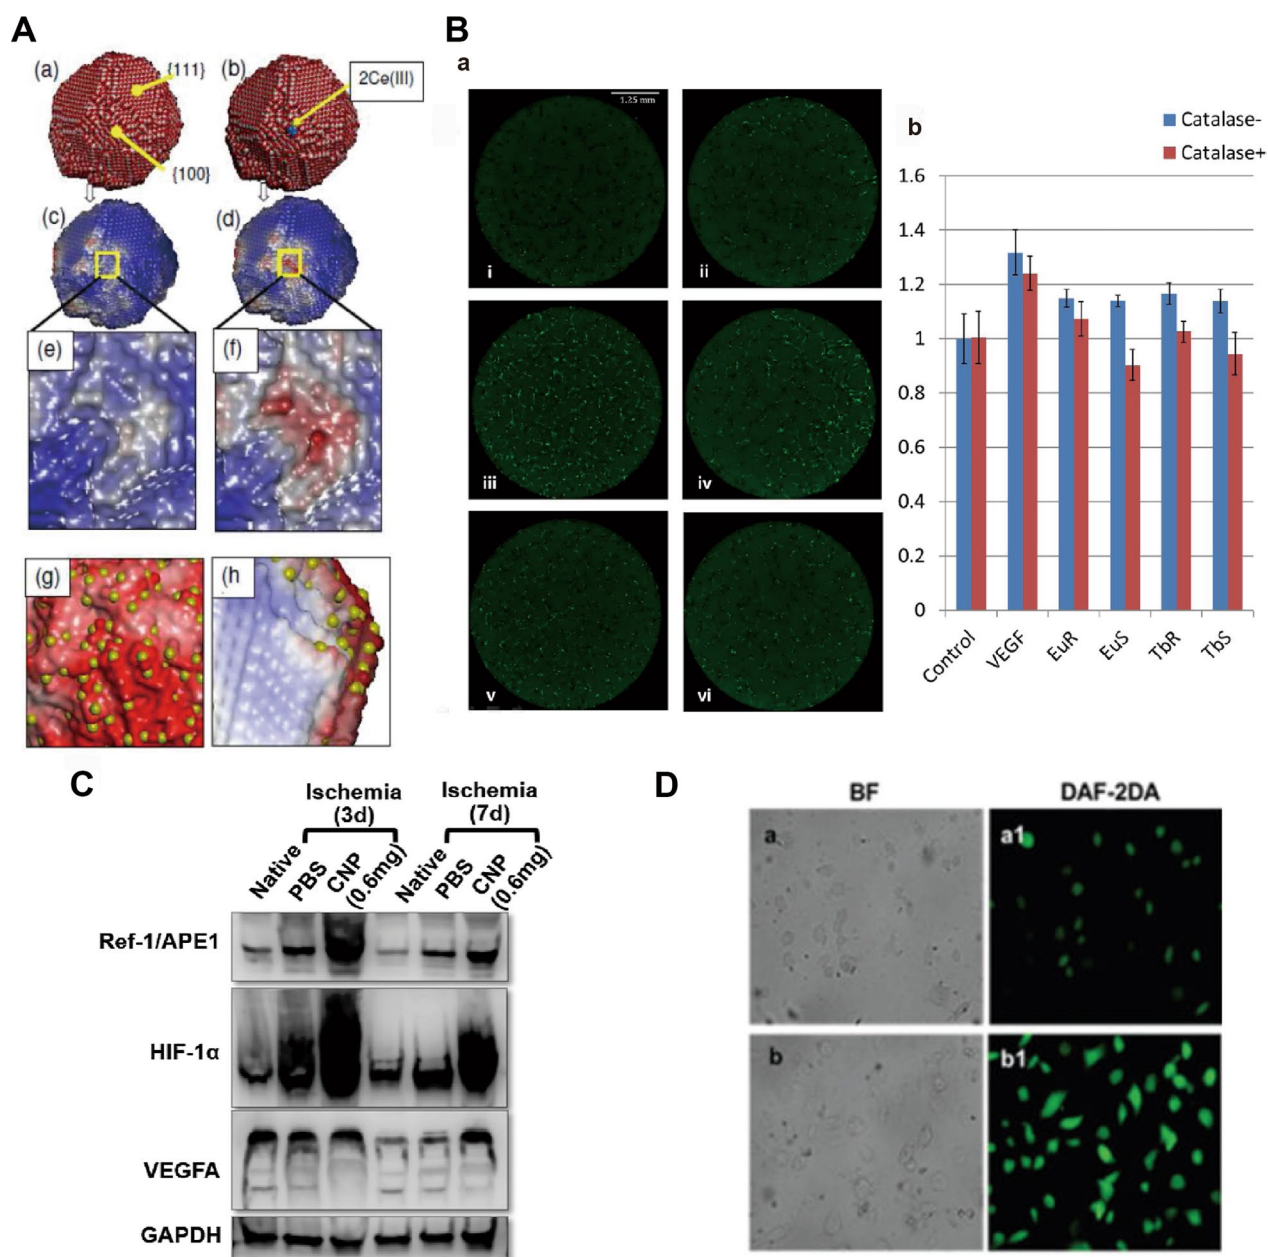 A
(a)
{111}
{100}
(b)
2Ce(III)
(c)
(d)
(e)
(f)
(g)
(h)
B
a
1.25 mm
i
ii
iii
iv
v
vi
b
Catalase-
Catalase+
1.6
1.4
1.2
1
0.8
0.6
0.4
0.2
0
Control
VEGF
EuR
EuS
TbR
TbS
C
Ischemia
(3d)
Ischemia
(7d)
Native
PBS
CNP
(0.6mg)
Native
PBS
CNP
(0.6mg)
Ref-1/APE1
HIF-1α
VEGFA
GAPDH
D
BF
DAF-2DA
a
a1
b
b1